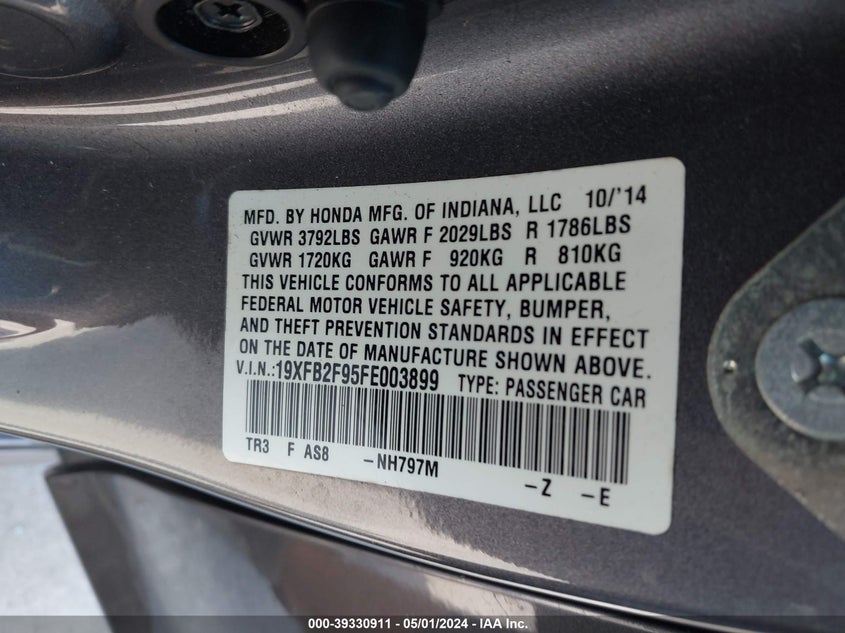 MFD. BY HONDA MFG. OF INDIANA, LLC 10/'14
GVWR 3792LBS GAWR F 2029LBS R 1786LBS
GVWR 1720KG GAWR F 920KG R 810KG
THIS VEHICLE CONFORMS TO ALL APPLICABLE
FEDERAL MOTOR VEHICLE SAFETY, BUMPER,
AND THEFT PREVENTION STANDARDS IN EFFECT
ON THE DATE OF MANUFACTURE SHOWN ABOVE.
V.I.N.:19XFB2F95FE003899 TYPE: PASSENGER CAR
TR3 F AS8 -NH797M
-Z -E
000-39330911 - 05/01/2024 - IAA Inc.